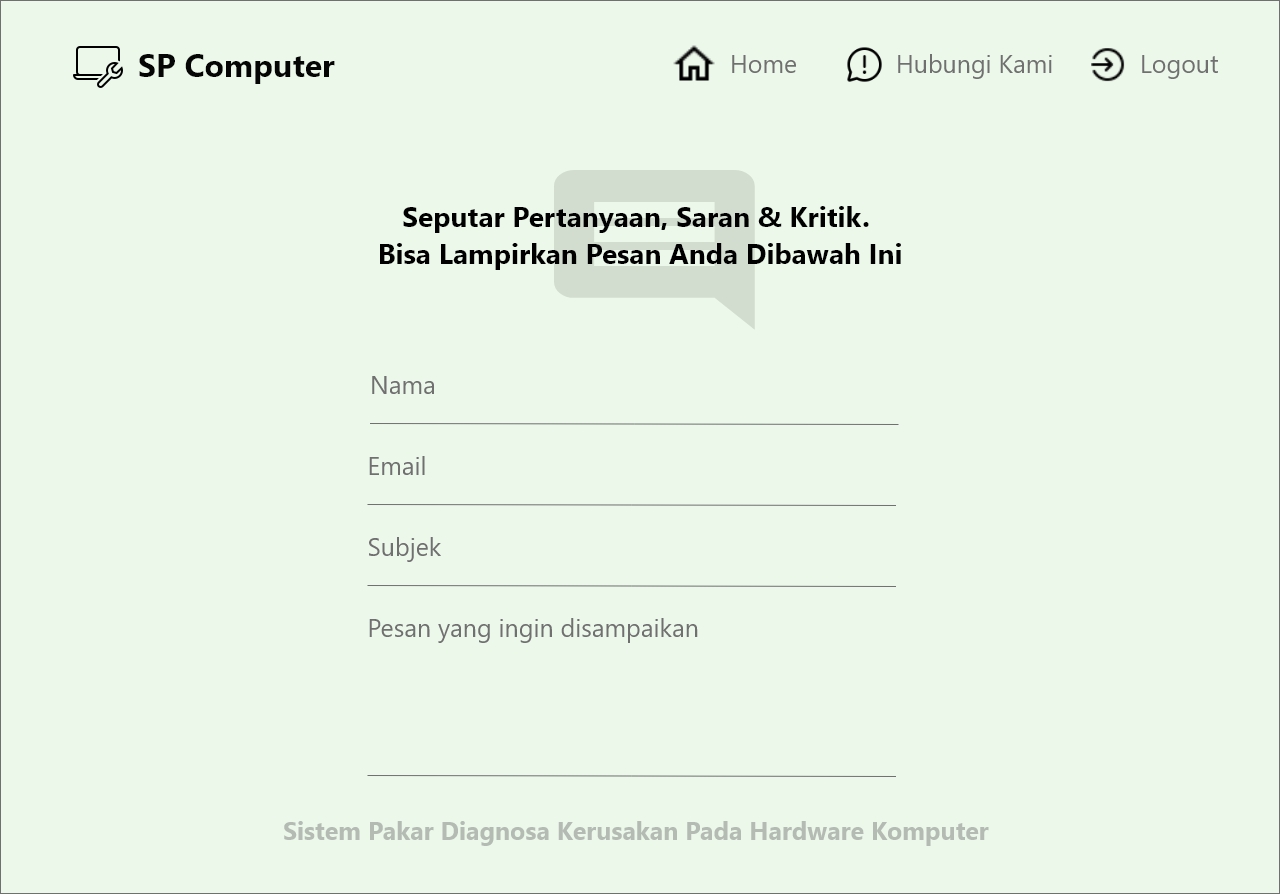 SP Computer
Home
Hubungi Kami
Logout
Seputar Pertanyaan, Saran & Kritik.
Bisa Lampirkan Pesan Anda Dibawah Ini
Nama
Email
Subjek
Pesan yang ingin disampaikan
Sistem Pakar Diagnosa Kerusakan Pada Hardware Komputer